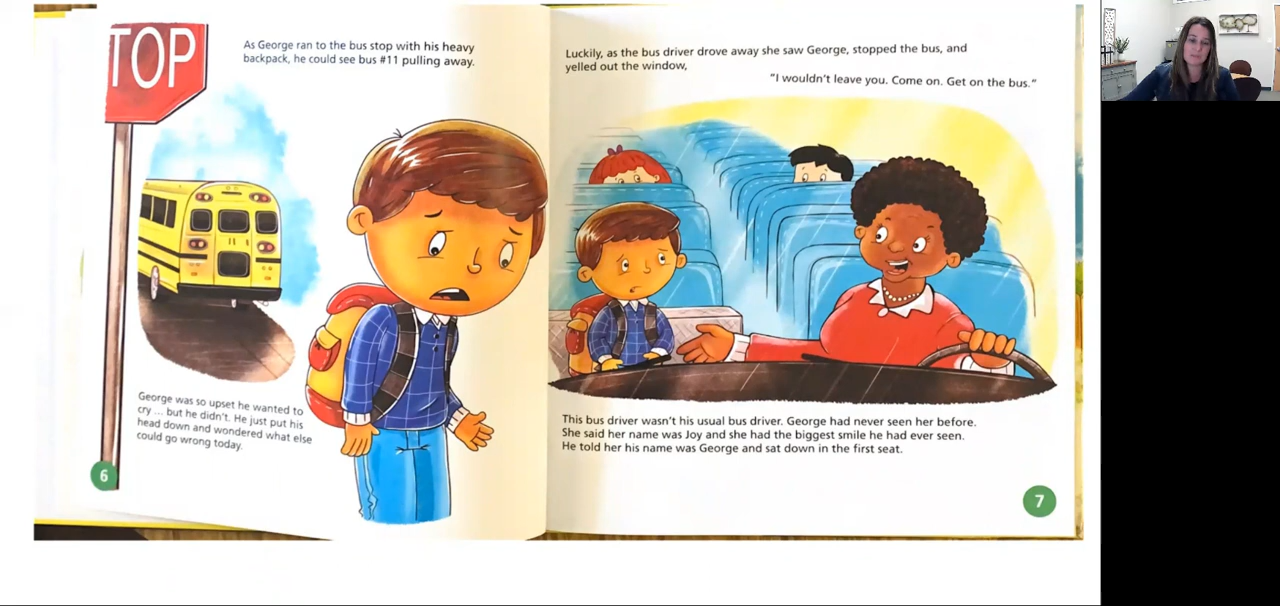 TOP
As George ran to the bus stop with his heavy
backpack, he could see bus #11 pulling away.
George was so upset he wanted to
cry ... but he didn't. He just put his
head down and wondered what else
could go wrong today.
6
Luckily, as the bus driver drove away she saw George, stopped the bus, and
yelled out the window,
"I wouldn't leave you. Come on. Get on the bus."
This bus driver wasn't his usual bus driver. George had never seen her before.
She said her name was Joy and she had the biggest smile he had ever seen.
He told her his name was George and sat down in the first seat.
7